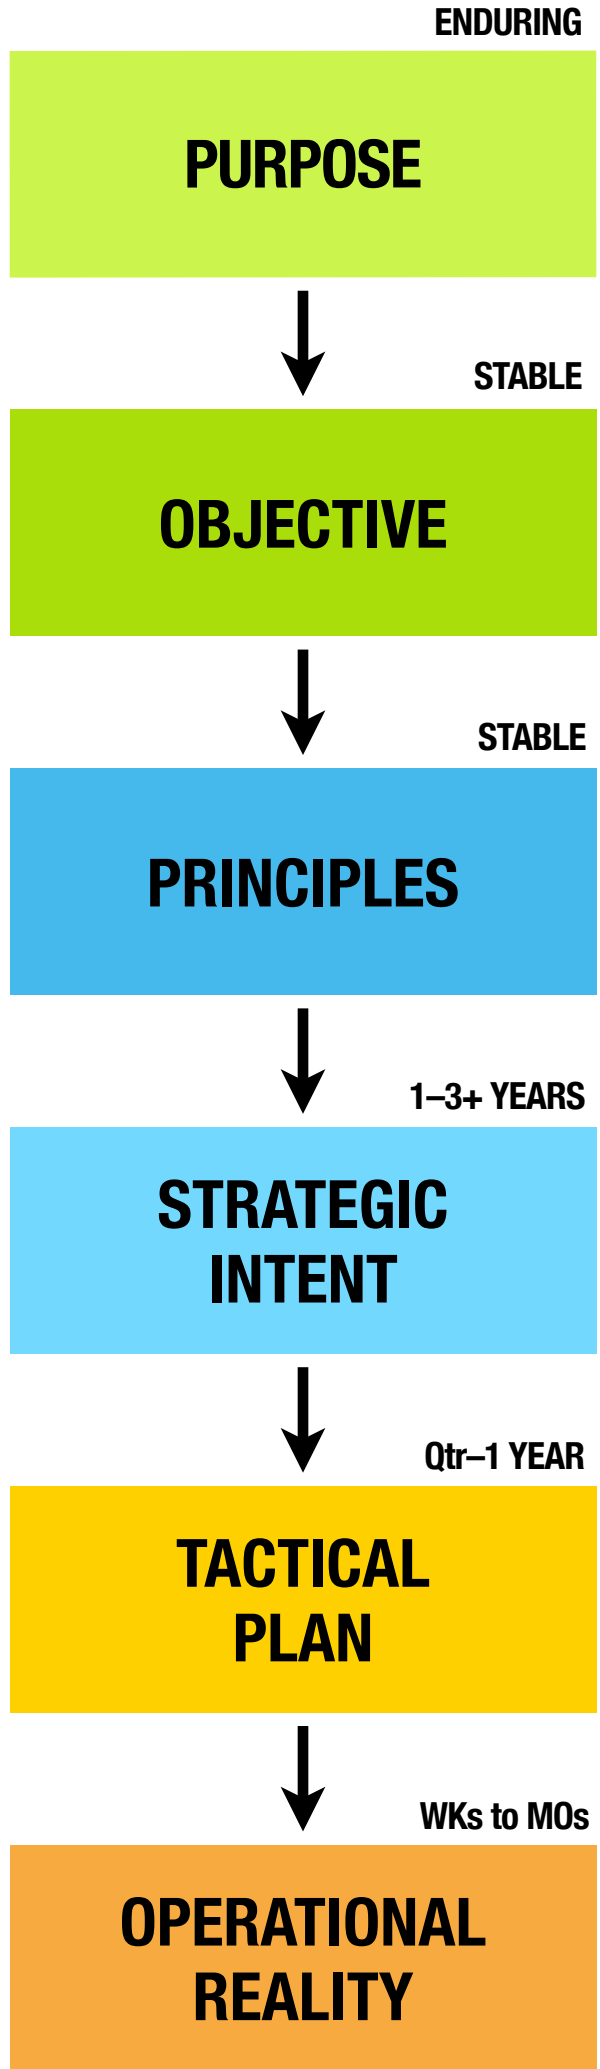 ENDURING
PURPOSE
STABLE
OBJECTIVE
STABLE
PRINCIPLES
1–3+ YEARS
STRATEGIC
INTENT
Qtr–1 YEAR
TACTICAL
PLAN
WKs to MOs
OPERATIONAL
REALITY